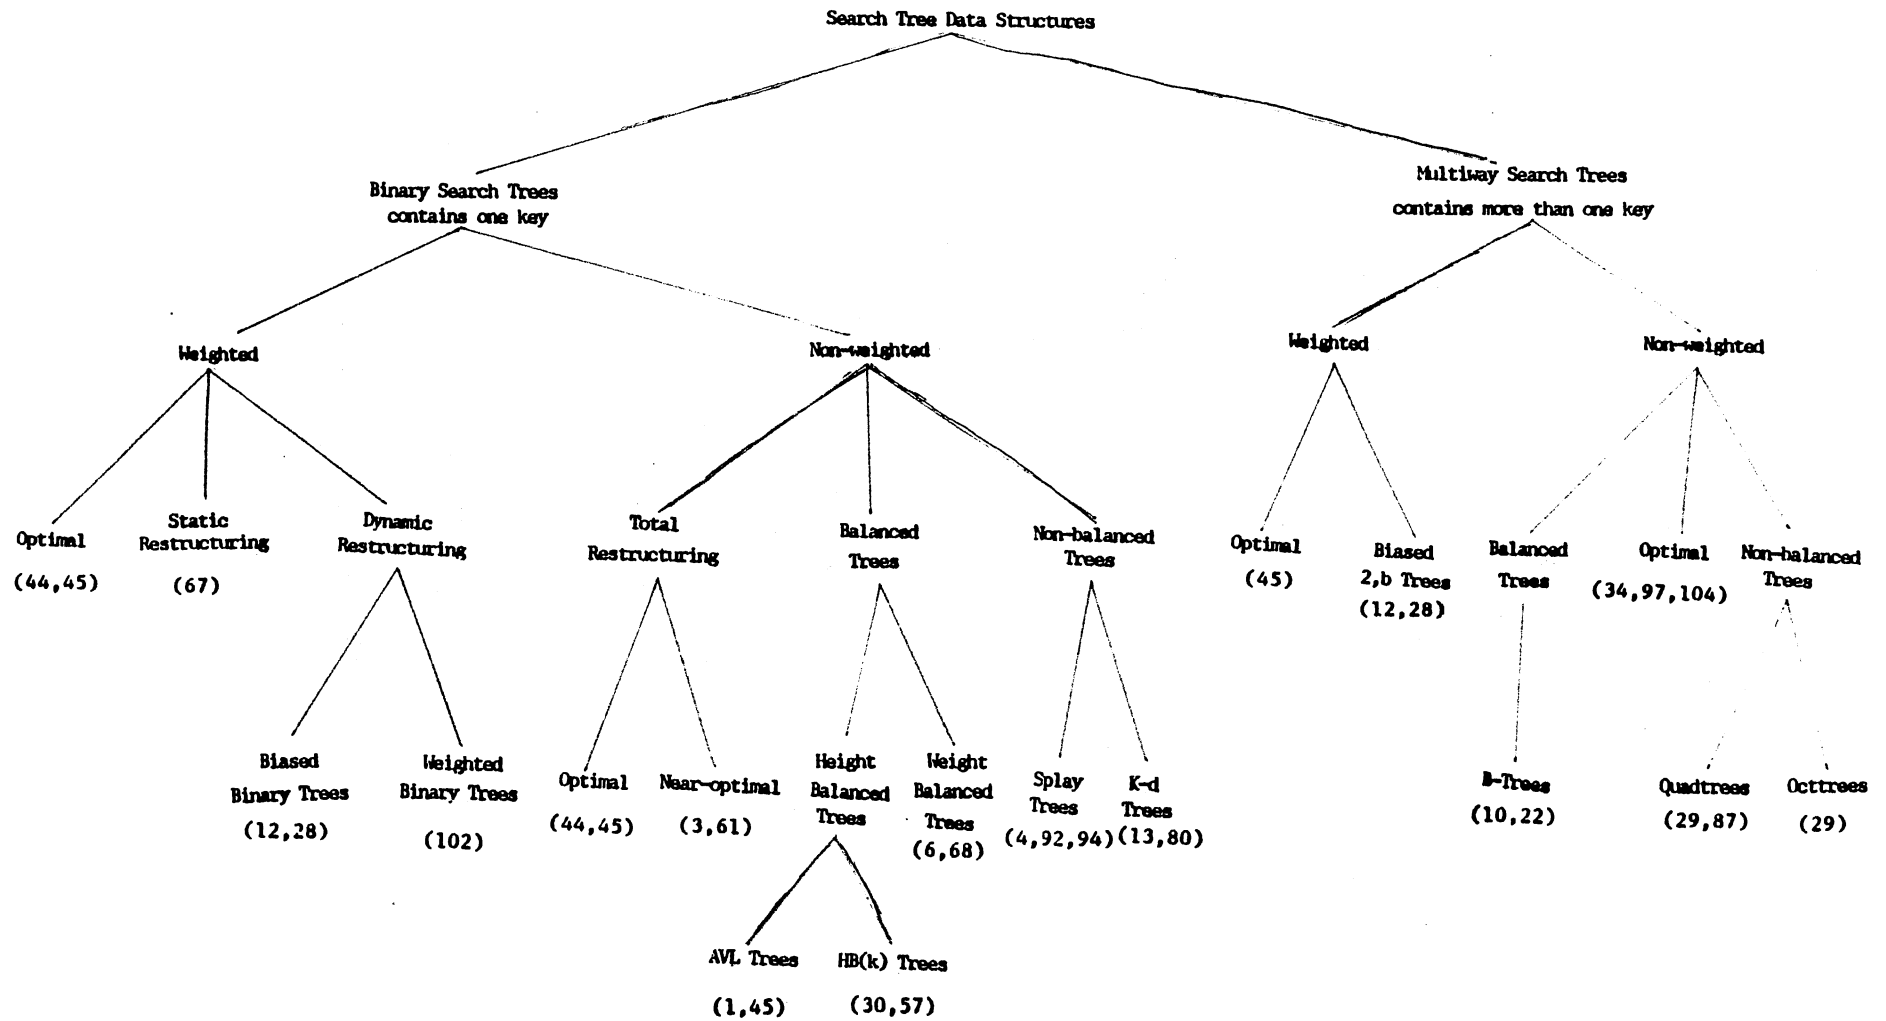 Search Tree Data Structures
Binary Search Trees
contains one key
Multiway Search Trees
contains more than one key
Weighted
Non-weighted
Weighted
Non-weighted
Optimal
(44,45)
Static
Restructuring
(67)
Dynamic
Restructuring
Total
Restructuring
Balanced
Trees
Non-balanced
Trees
Optimal
(45)
Biased
2,b Trees
(12,28)
Balanced
Trees
Optimal
(34,97,104)
Non-balanced
Trees
Biased
Binary Trees
(12,28)
Weighted
Binary Trees
(102)
Optimal
(44,45)
Near-optimal
(3,61)
Height
Balanced
Trees
Weight
Balanced
Trees
(6,68)
Splay
Trees
(4,92,94)
K-d
Trees
(13,80)
B-Trees
(10,22)
Quadtrees
(29,87)
Octtrees
(29)
AVL Trees
(1,45)
HB(k) Trees
(30,57)